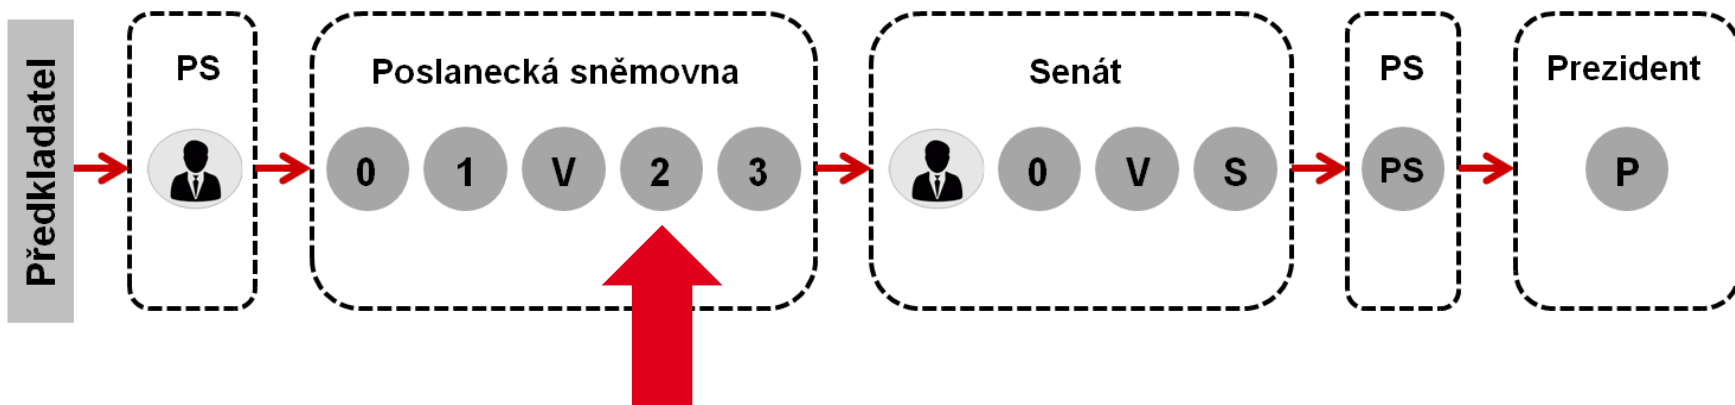 Předkladatel
PS
Poslanecká sněmovna
0 1 V 2 3
Senát
0 V S
PS
PS
Prezident
P